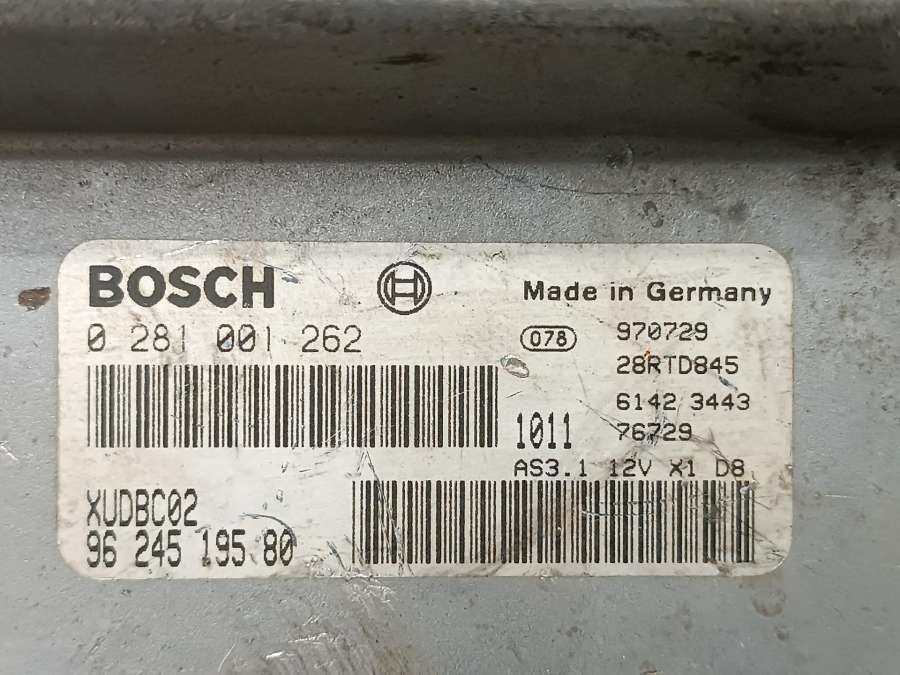 BOSCH
Made in Germany
0 281 001 262
078
970729
28RTD845
6142 3443
1011
76729
AS3.1 12V X1 D8
XUDBC02
96 245 195 80